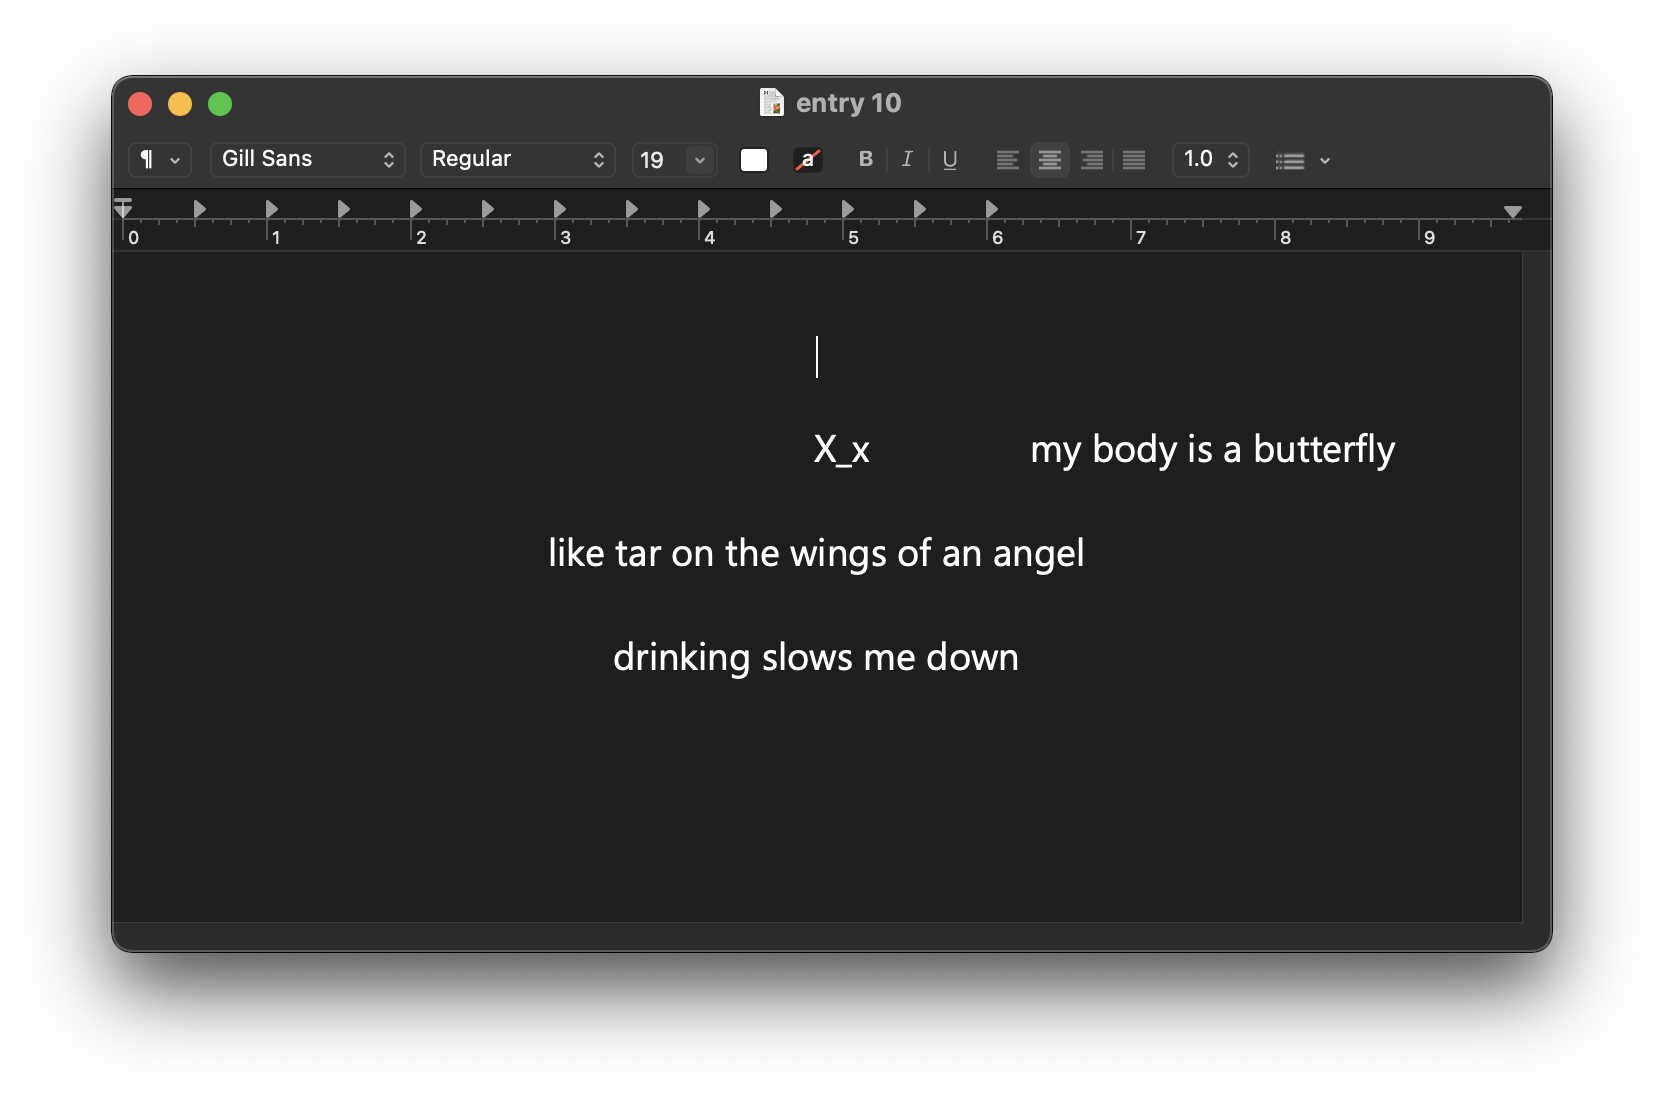 entry 10
¶ Gill Sans Regular 19 a B I U 1.0
0 1 2 3 4 5 6 7 8 9
X_x my body is a butterfly
like tar on the wings of an angel
drinking slows me down